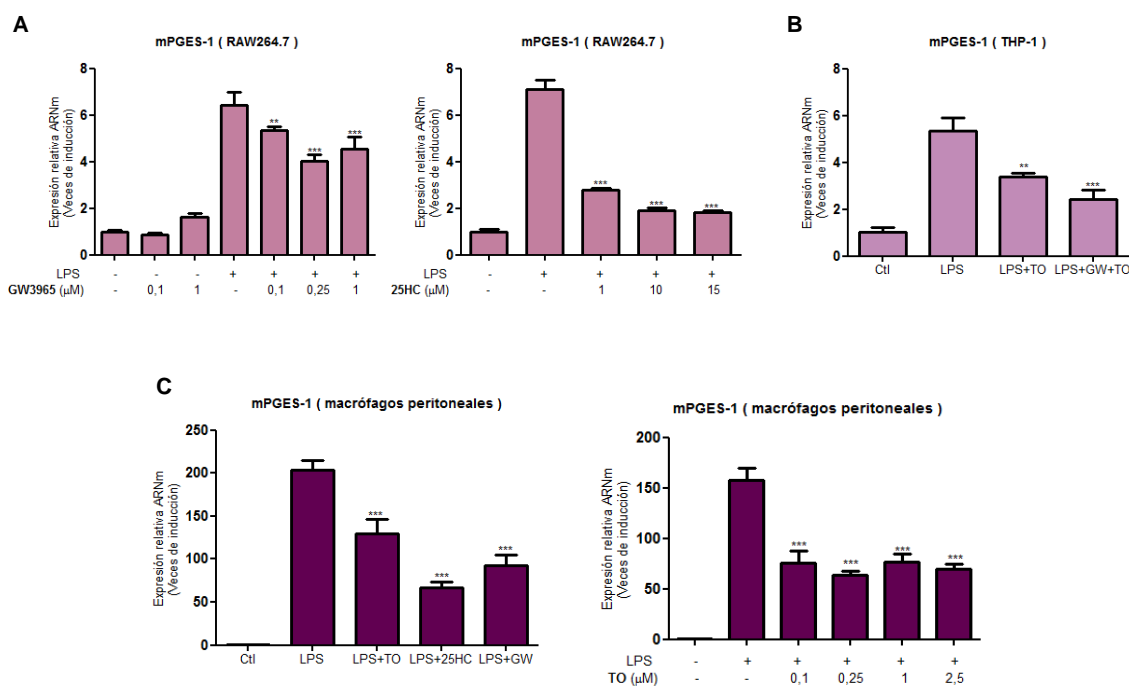 A
mPGES-1 ( RAW264.7 )
Expresión relativa ARNm
(Veces de inducción)
8
6
4
2
0
** *** ***
LPS - - - + + + +
GW3965 (µM) - 0,1 1 - 0,1 0,25 1
mPGES-1 ( RAW264.7 )
Expresión relativa ARNm
(Veces de inducción)
8
6
4
2
0
*** *** ***
LPS - + + + +
25HC (µM) - - 1 10 15
B
mPGES-1 ( THP-1 )
Expresión relativa ARNm
(Veces de inducción)
8
6
4
2
0
** ***
Ctl LPS LPS+TO LPS+GW+TO
C
mPGES-1 ( macrófagos peritoneales )
Expresión relativa ARNm
(Veces de inducción)
250
200
150
100
50
0
*** *** ***
Ctl LPS LPS+TO LPS+25HC LPS+GW
mPGES-1 ( macrófagos peritoneales )
Expresión relativa ARNm
(Veces de inducción)
200
150
100
50
0
*** *** *** ***
LPS - + + + + +
TO (µM) - - 0,1 0,25 1 2,5